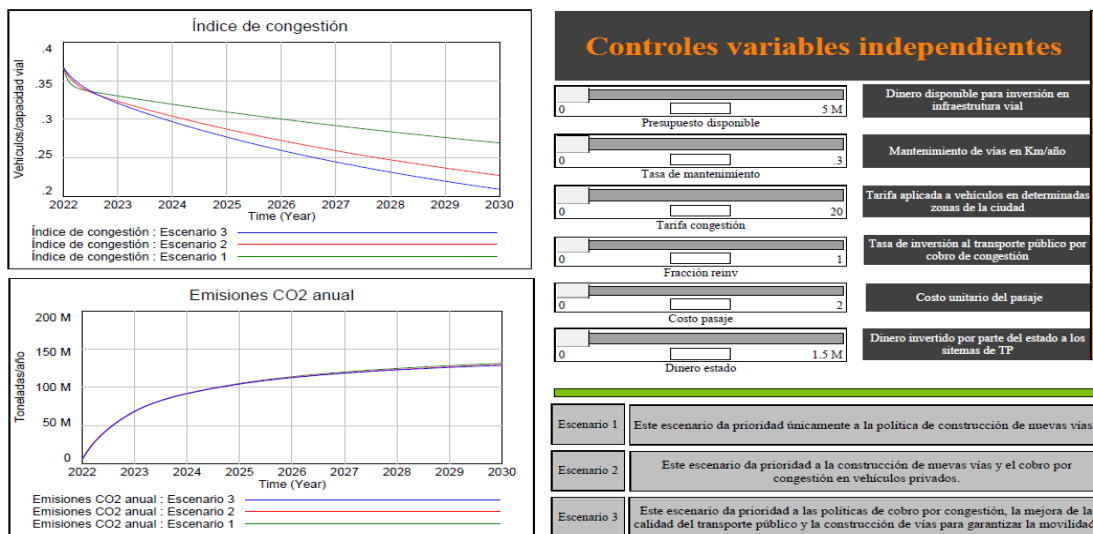 Índice de congestión
Vehículos/capacidad vial
.4
.35
.3
.25
.2
2022 2023 2024 2025 2026 2027 2028 2029 2030
Time (Year)
Índice de congestión : Escenario 3
Índice de congestión : Escenario 2
Índice de congestión : Escenario 1
Emisiones CO2 anual
Toneladas/año
200 M
150 M
100 M
50 M
0
2022 2023 2024 2025 2026 2027 2028 2029 2030
Time (Year)
Emisiones CO2 anual : Escenario 3
Emisiones CO2 anual : Escenario 2
Emisiones CO2 anual : Escenario 1
Controles variables independientes
0 5 M
Presupuesto disponible
Dinero disponible para inversión en
infraestrutura vial
0 .3
Tasa de mantenimiento
Mantenimiento de vías en Km/año
0 20
Tarifa congestión
Tarifa aplicada a vehículos en determinadas
zonas de la ciudad
0 1
Fracción reinv
Tasa de inversión al transporte público por
cobro de congestión
0 2
Costo pasaje
Costo unitario del pasaje
0 1.5 M
Dinero estado
Dinero invertido por parte del estado a los
sitemas de TP
Escenario 1
Este escenario da prioridad únicamente a la política de construcción de nuevas vías
Escenario 2
Este escenario da prioridad a la construcción de nuevas vías y el cobro por
congestión en vehículos privados.
Escenario 3
Este escenario da prioridad a las políticas de cobro por congestión, la mejora de la
calidad del transporte público y la construcción de vías para garantizar la movilidad